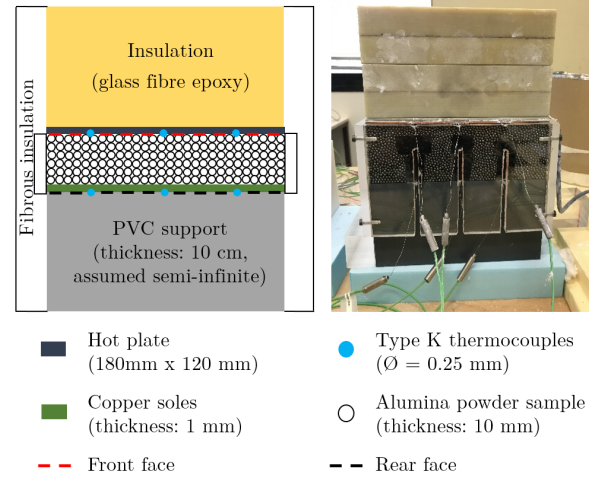 Insulation
(glass fibre epoxy)
Fibrous insulation
PVC support
(thickness: 10 cm,
assumed semi-infinite)
Hot plate
(180mm x 120 mm)
Type K thermocouples
(Ø = 0.25 mm)
Copper soles
(thickness: 1 mm)
Alumina powder sample
(thickness: 10 mm)
Front face
Rear face